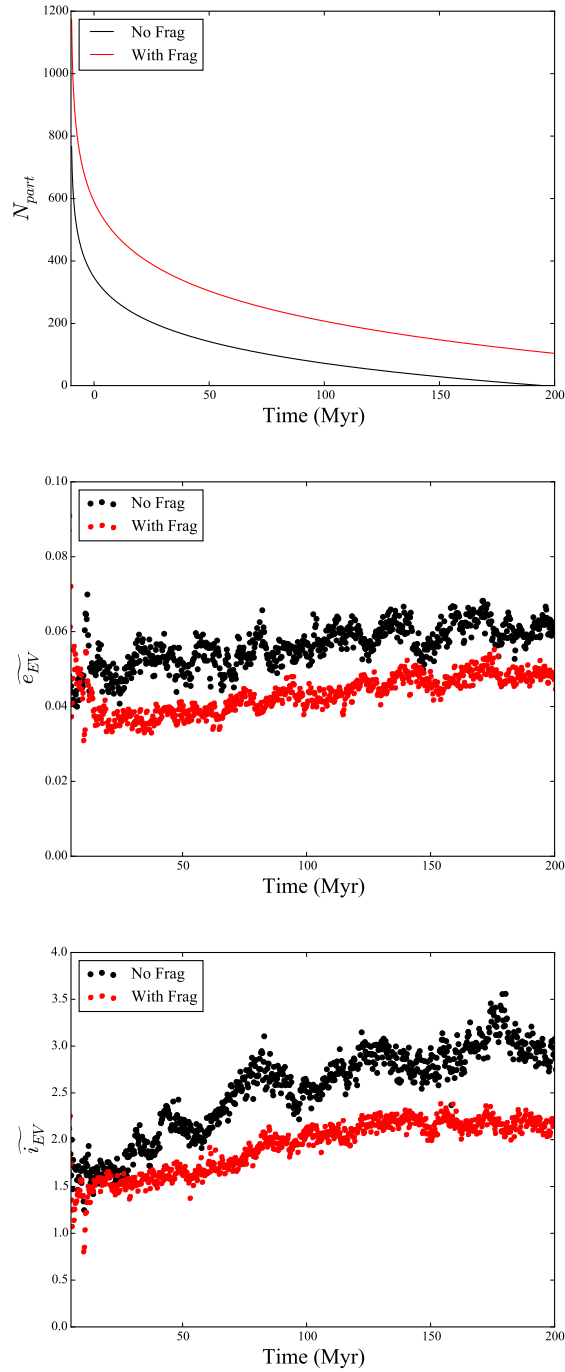 1200
1000
800
600
400
200
0
N_part
No Frag
With Frag
0 50 100 150 200
Time (Myr)
0.10
0.08
0.06
0.04
0.02
0.00
e_EV
No Frag
With Frag
50 100 150 200
Time (Myr)
4.0
3.5
3.0
2.5
2.0
1.5
1.0
0.5
0.0
i_EV
No Frag
With Frag
50 100 150 200
Time (Myr)